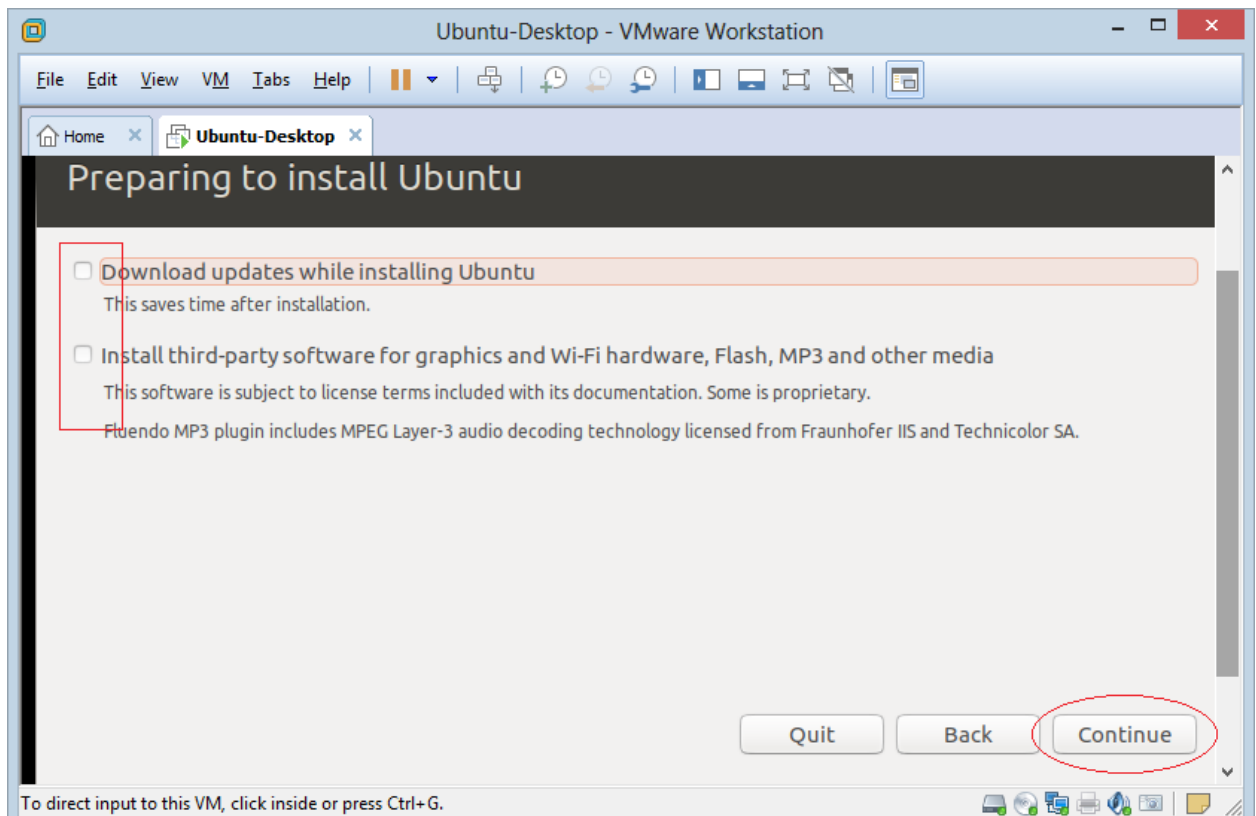 Ubuntu-Desktop - VMware Workstation
File Edit View VM Tabs Help
Home Ubuntu-Desktop
Preparing to install Ubuntu
Download updates while installing Ubuntu
This saves time after installation.
Install third-party software for graphics and Wi-Fi hardware, Flash, MP3 and other media
This software is subject to license terms included with its documentation. Some is proprietary.
Fluendo MP3 plugin includes MPEG Layer-3 audio decoding technology licensed from Fraunhofer IIS and Technicolor SA.
Quit Back Continue
To direct input to this VM, click inside or press Ctrl+G.